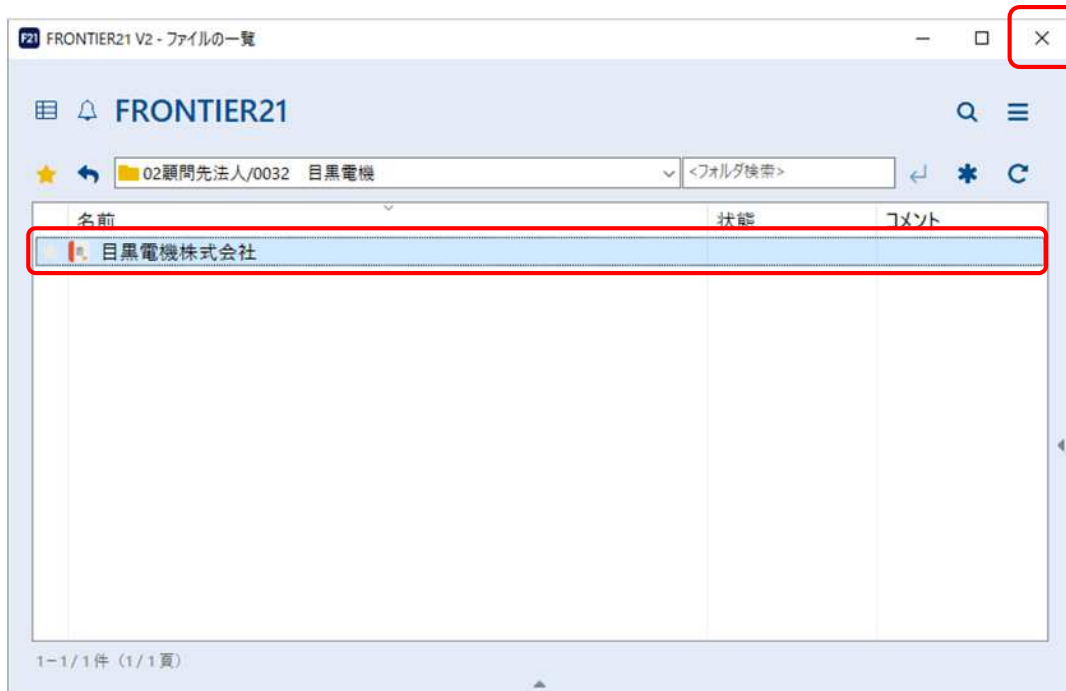 F21 FRONTIER21 V2 - ファイルの一覧
FRONTIER21
02顧問先法人/0032　目黒電機 <フォルダ検索>
名前 状態 コメント
目黒電機株式会社
1-1/1件（1/1頁）